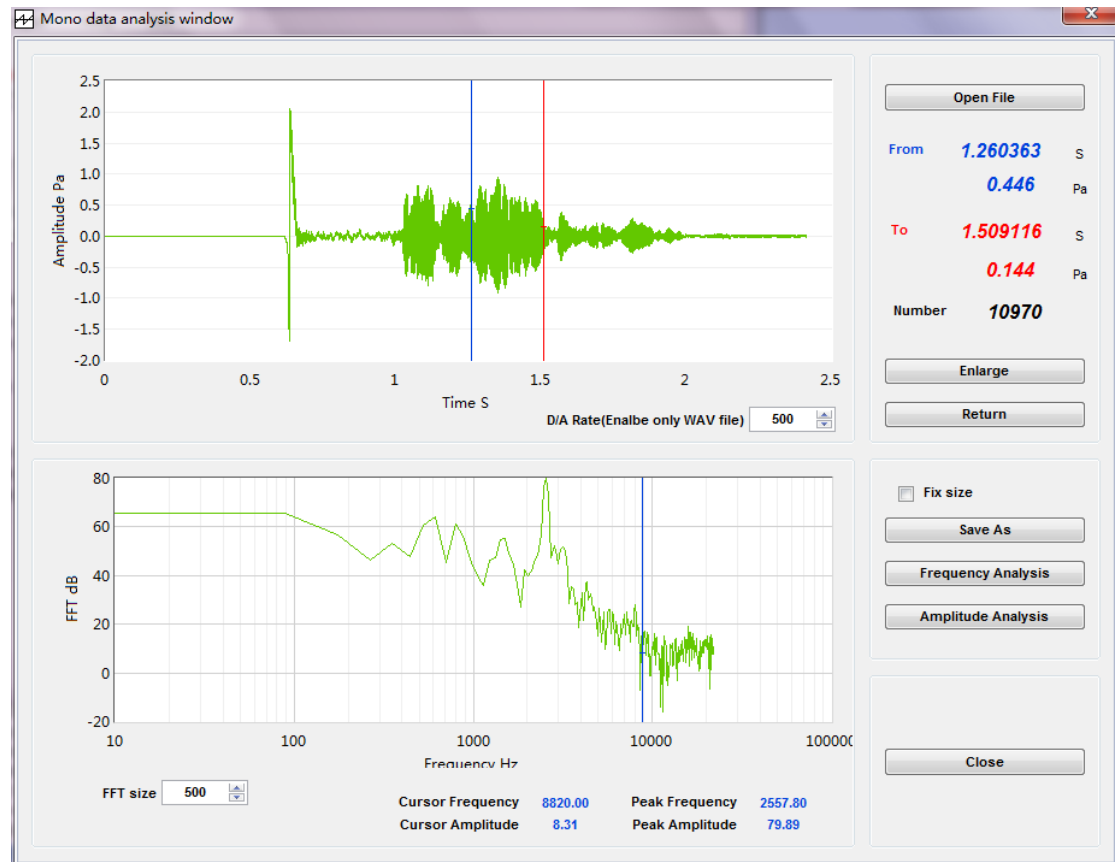 Mono data analysis window
2.5
2.0
1.5
1.0
0.5
0.0
-0.5
-1.0
-1.5
-2.0
Amplitude Pa
0 0.5 1 1.5 2 2.5
Time S
D/A Rate(Enalbe only WAV file) 500
Open File
From 1.260363 S
0.446 Pa
To 1.509116 S
0.144 Pa
Number 10970
Enlarge
Return
80
60
40
20
0
-20
FFT dB
10 100 1000 10000 100000
Frequency Hz
FFT size 500
Cursor Frequency 8820.00 Peak Frequency 2557.80
Cursor Amplitude 8.31 Peak Amplitude 79.89
Fix size
Save As
Frequency Analysis
Amplitude Analysis
Close